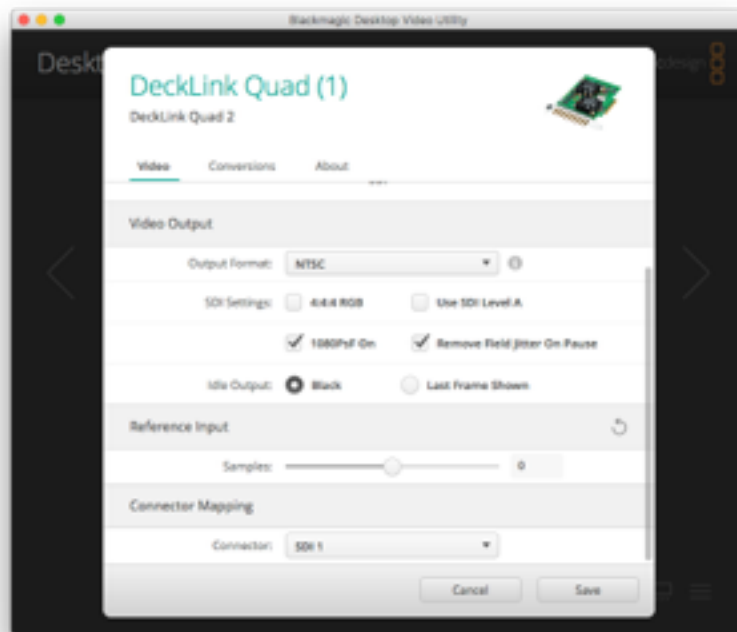 Blackmagic Desktop Video Utility
DeckLink Quad (1)
DeckLink Quad 2
Video Conversions About
Video Output
Output Format: NTSC
SDI Settings: 4:4:4 RGB Use SDI Level A
1080PsF On Remove Field Jitter On Pause
Idle Output: Black Last Frame Shown
Reference Input
Samples: 0
Connector Mapping
Connector: SDI 1
Cancel Save